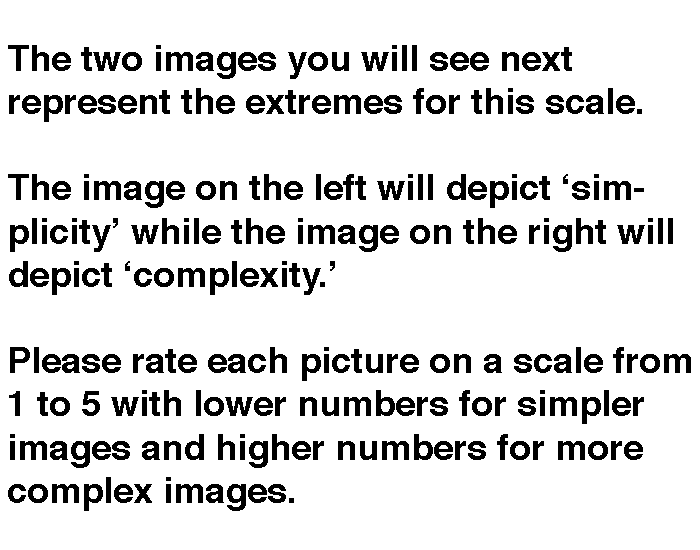 The two images you will see next
represent the extremes for this scale.
The image on the left will depict ‘sim-
plicity’ while the image on the right will
depict ‘complexity.’
Please rate each picture on a scale from
1 to 5 with lower numbers for simpler
images and higher numbers for more
complex images.